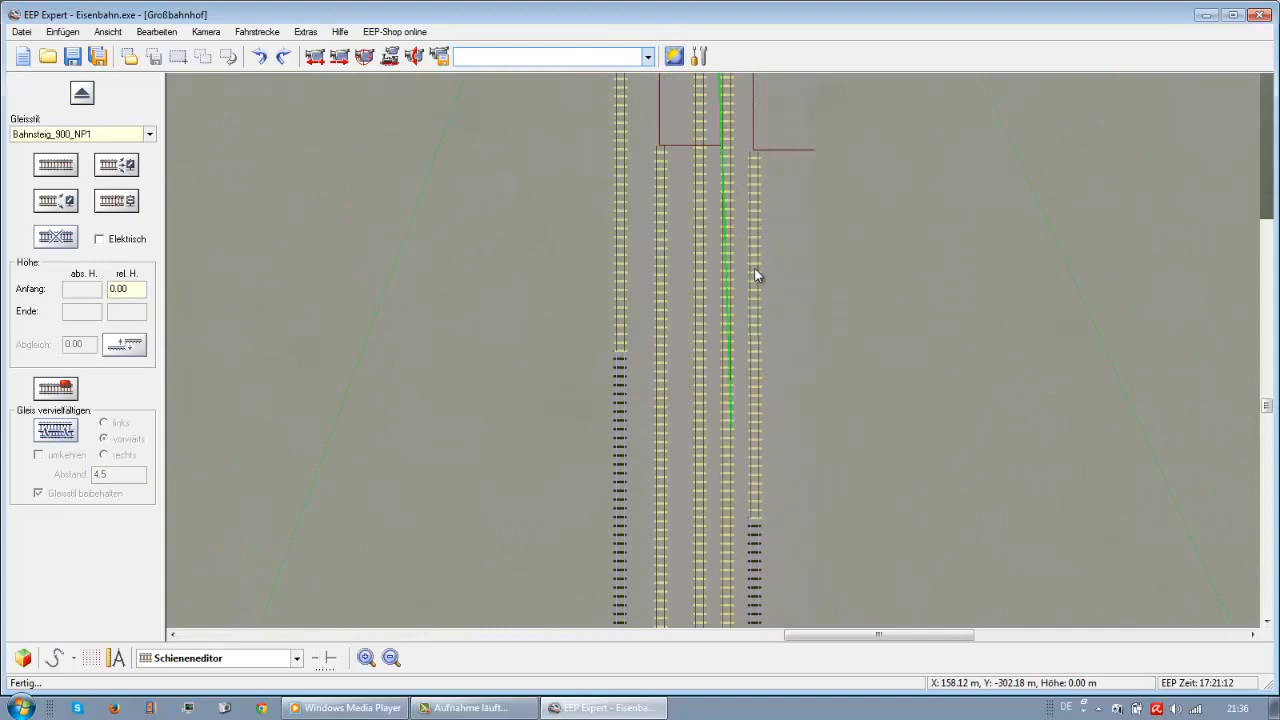 EEP Expert - Eisenbahn.exe - [Großbahnhof]
Datei Einfügen Ansicht Bearbeiten Kamera Fahrstrecke Extras Hilfe EEP-Shop online
Gleisstil:
Bahnsteig_900_NP1
Elektrisch
Höhe:
abs. H. rel. H.
Anfang: 0.00
Ende:
Abgleich: 0.00
Gleis vervielfältigen:
links
vorwärts
umkehren rechts
Abstand: 4.5
Gleisstil beibehalten
Schieneneditor
Fertig... X: 158.12 m, Y: -302.18 m, Höhe: 0.00 m EEP Zeit: 17:21:12
Windows Media Player Aufnahme läuft... EEP Expert - Eisenba... DE 21:36